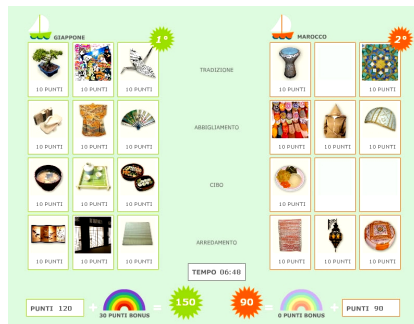 GIAPPONE
1°
MAROCCO
2°
10 PUNTI 10 PUNTI 10 PUNTI
TRADIZIONE
10 PUNTI 10 PUNTI
10 PUNTI 10 PUNTI 10 PUNTI
ABBIGLIAMENTO
10 PUNTI 10 PUNTI 10 PUNTI
10 PUNTI 10 PUNTI 10 PUNTI
CIBO
10 PUNTI
10 PUNTI 10 PUNTI 10 PUNTI
ARREDAMENTO
10 PUNTI 10 PUNTI 10 PUNTI
TEMPO 06:48
PUNTI 120 + 30 PUNTI BONUS = 150
90 = 0 PUNTI BONUS + PUNTI 90